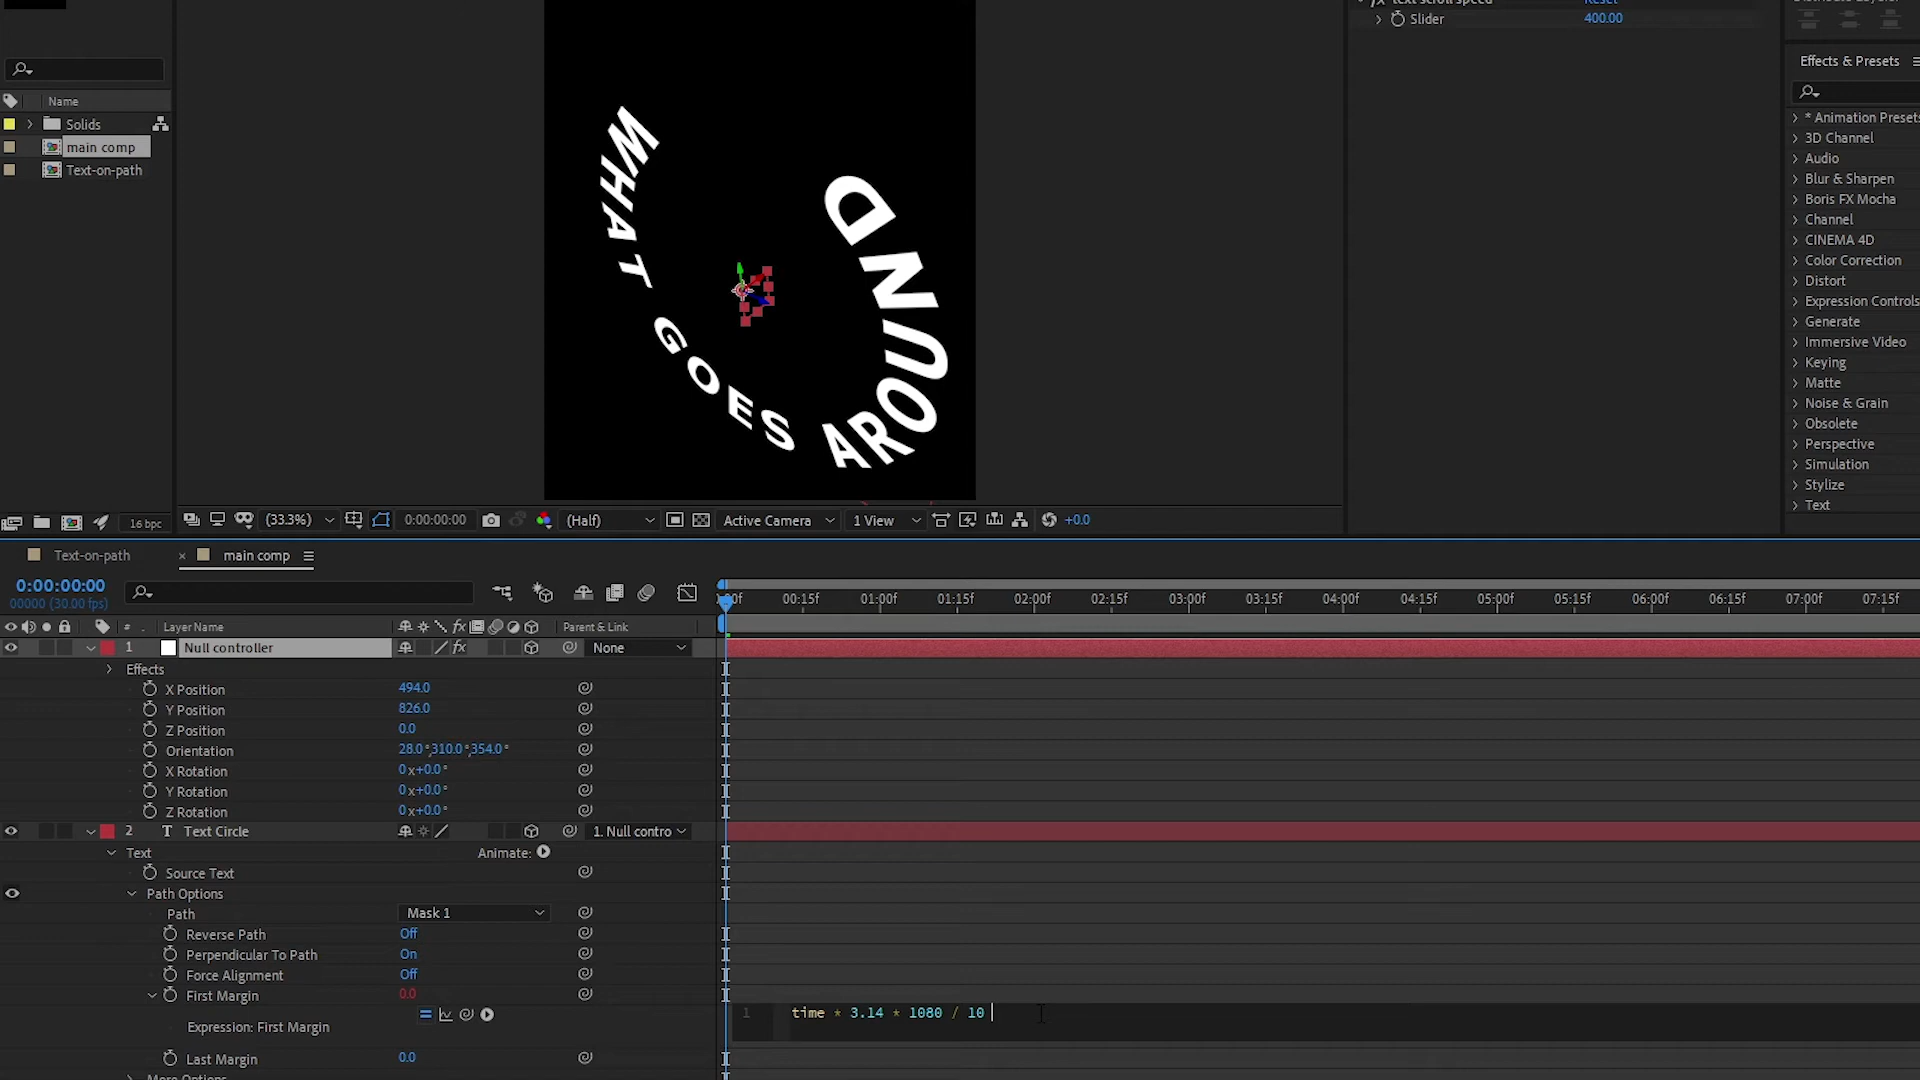 text scroll speed
Reset
Slider
400.00
Effects & Presets
Name
Solids
main comp
Text-on-path
16 bpc
WHAT GOES AROUND
* Animation Presets
3D Channel
Audio
Blur & Sharpen
Boris FX Mocha
Channel
CINEMA 4D
Color Correction
Distort
Expression Controls
Generate
Immersive Video
Keying
Matte
Noise & Grain
Obsolete
Perspective
Simulation
Stylize
Text
(33.3%)
0:00:00:00
(Half)
Active Camera
1 View
+0.0
Text-on-path
× main comp
0:00:00:00
00000 (30.00 fps)
:00f 00:15f 01:00f 01:15f 02:00f 02:15f 03:00f 03:15f 04:00f 04:15f 05:00f 05:15f 06:00f 06:15f 07:00f 07:15f
# Layer Name
fx
Parent & Link
1 Null controller
fx
None
Effects
X Position 494.0
Y Position 826.0
Z Position 0.0
Orientation 28.0°,310.0°,354.0°
X Rotation 0x+0.0°
Y Rotation 0x+0.0°
Z Rotation 0x+0.0°
2 T Text Circle
1. Null contro
Text
Animate:
Source Text
Path Options
Path
Mask 1
Reverse Path Off
Perpendicular To Path On
Force Alignment Off
First Margin 0.0
Expression: First Margin
1 time * 3.14 * 1080 / 10
Last Margin 0.0
More Options